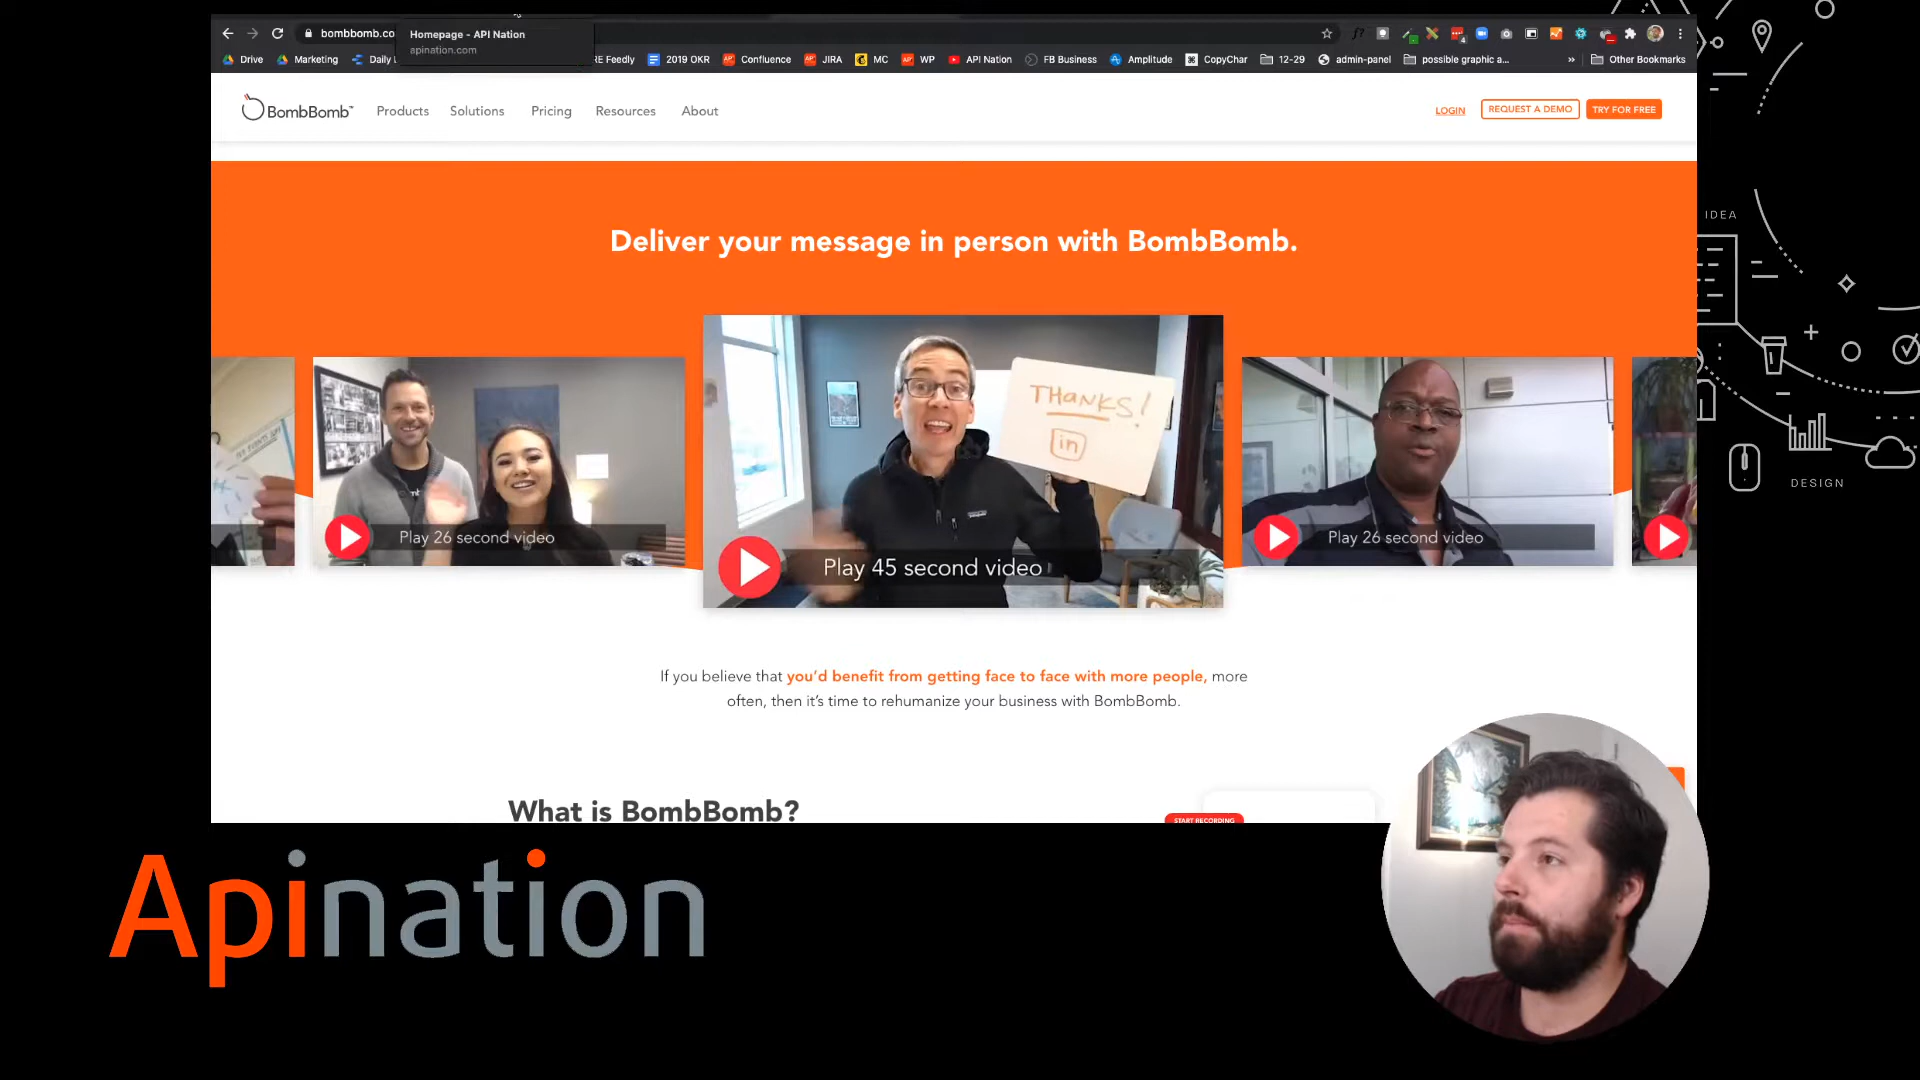 bombbomb.co
Homepage - API Nation
apination.com
Drive
Marketing
Daily
RE Feedly
2019 OKR
Confluence
JIRA
MC
WP
API Nation
FB Business
Amplitude
CopyChar
12-29
admin-panel
possible graphic a...
»
Other Bookmarks
BombBomb™
Products
Solutions
Pricing
Resources
About
LOGIN
REQUEST A DEMO
TRY FOR FREE
IDEA
Deliver your message in person with BombBomb.
THANKS!
in
Play 26 second video
Play 45 second video
Play 26 second video
DESIGN
If you believe that you'd benefit from getting face to face with more people, more
often, then it's time to rehumanize your business with BombBomb.
What is BombBomb?
START RECORDING
Apination